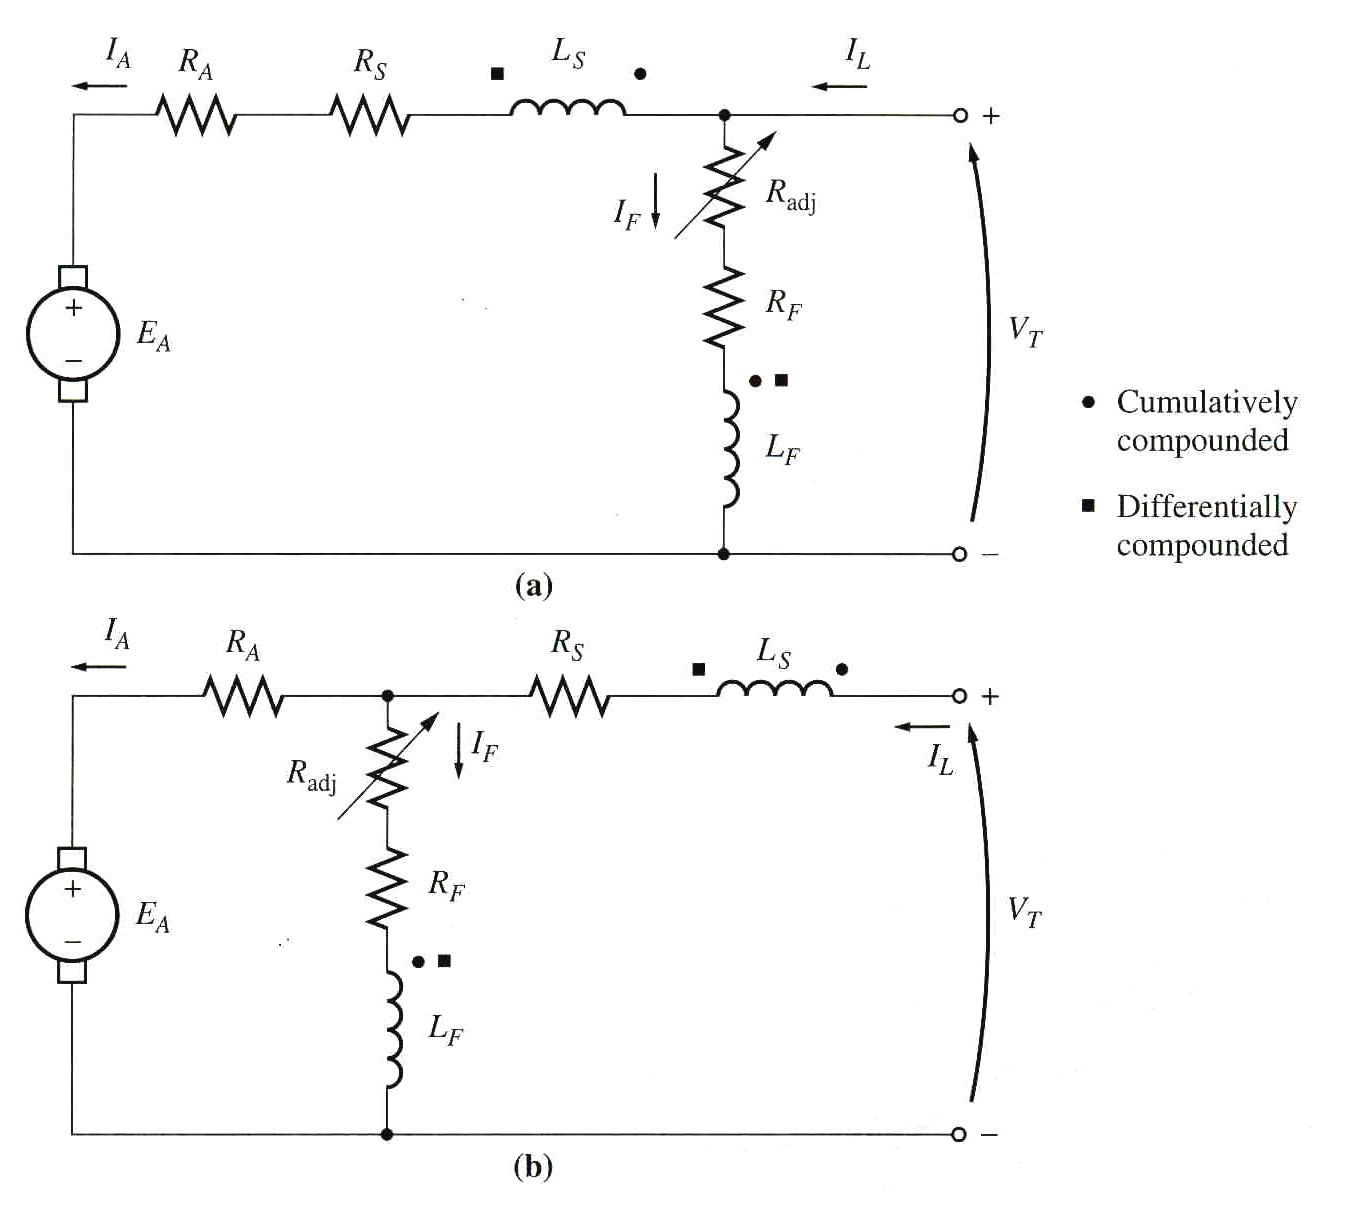 I_A R_A R_S L_S I_L
+
I_F R_adj
R_F
+
E_A
−
V_T
L_F
● Cumulatively
compounded
■ Differentially
compounded
−
(a)
I_A R_A R_S L_S
+
I_F
I_L
R_adj
R_F
+
E_A
−
V_T
L_F
−
(b)